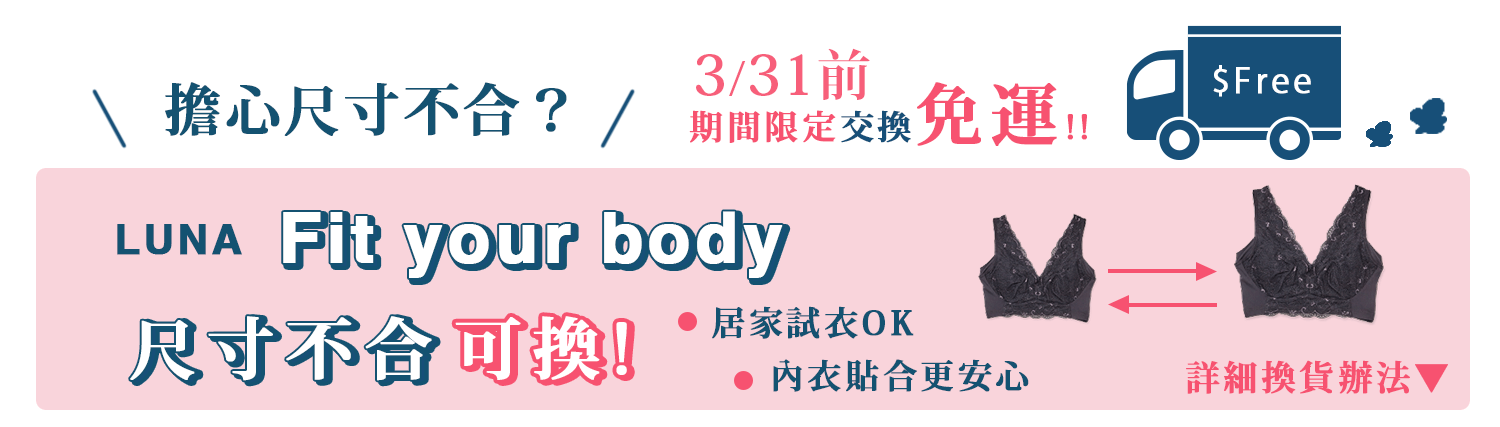 擔心尺寸不合？
3/31前
期間限定交換免運!!
$Free
LUNA Fit your body
尺寸不合可換!
居家試衣OK
內衣貼合更安心
詳細換貨辦法▼